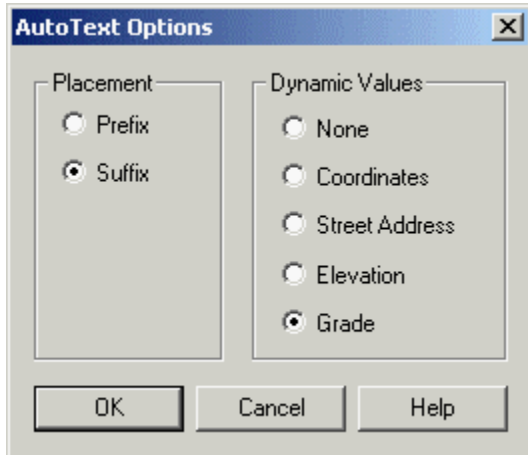 AutoText Options
Placement
Prefix
Suffix
Dynamic Values
None
Coordinates
Street Address
Elevation
Grade
OK Cancel Help